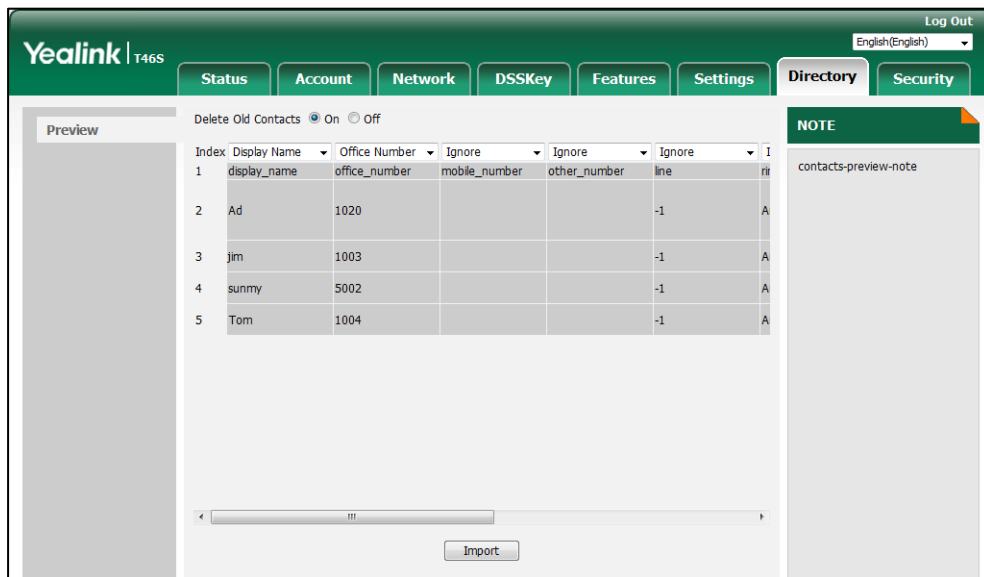 Log Out
Yealink | T46S
English(English)
Status Account Network DSSKey Features Settings Directory Security
Preview
Delete Old Contacts On Off
NOTE
Index Display Name Office Number Ignore Ignore Ignore I
1 display_name office_number mobile_number other_number line rin
contacts-preview-note
2 Ad 1020 -1 A
3 jim 1003 -1 A
4 sunmy 5002 -1 A
5 Tom 1004 -1 A
Import